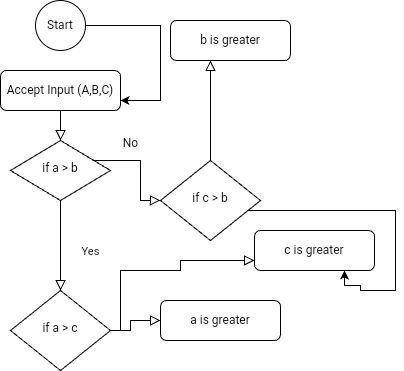 Start
b is greater
Accept Input (A,B,C)
No
if a > b
if c > b
Yes
c is greater
if a > c
a is greater